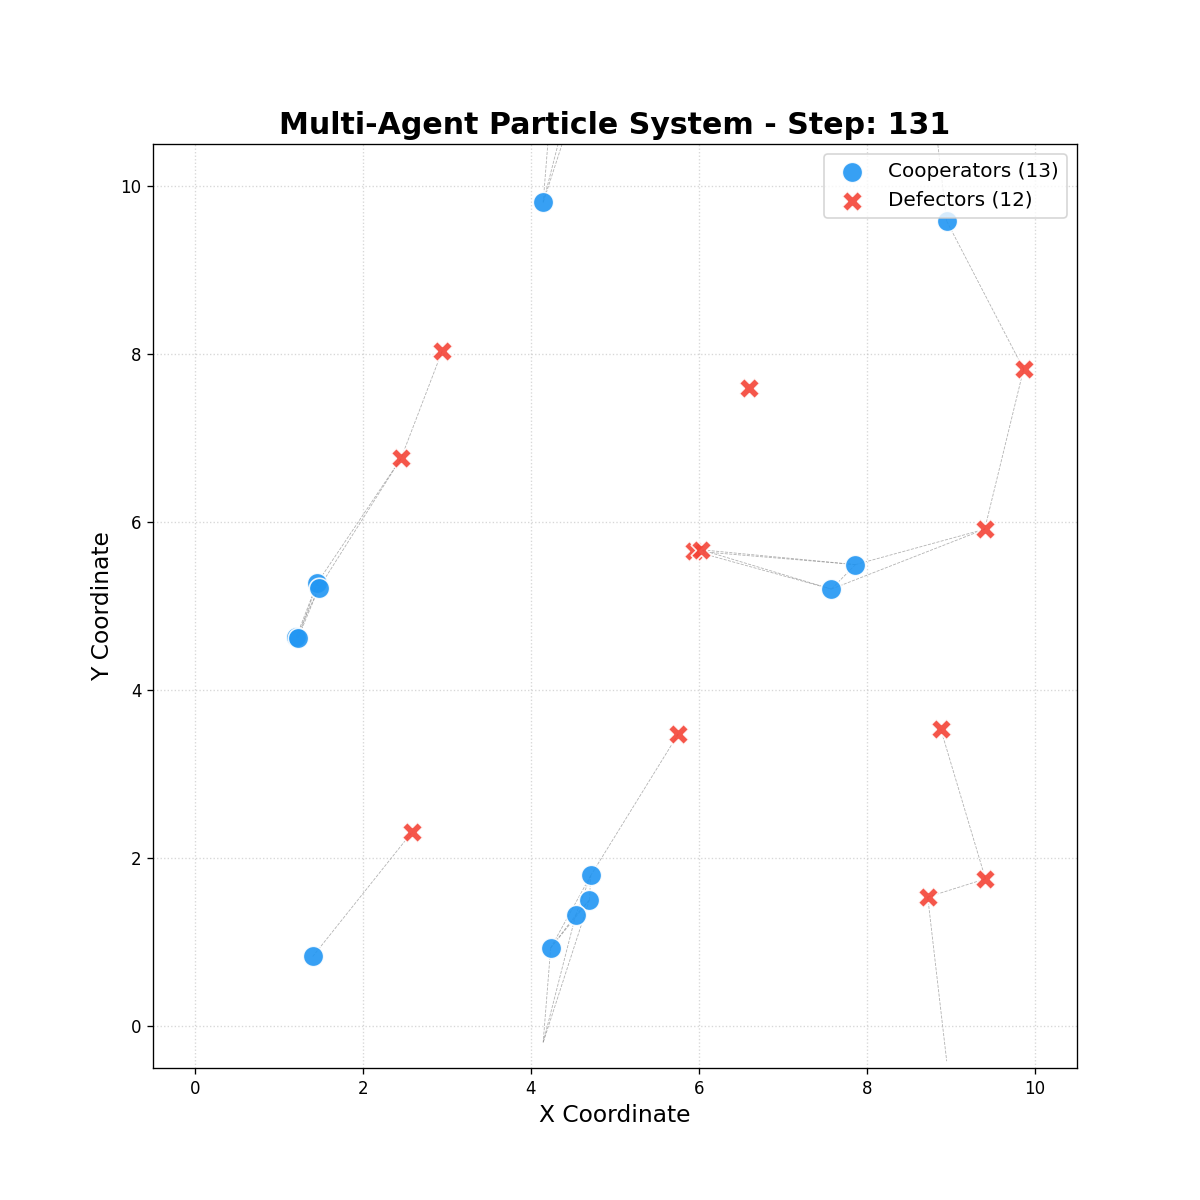 Multi-Agent Particle System - Step: 131
Cooperators (13)
Defectors (12)
10
8
6
4
2
0
Y Coordinate
0 2 4 6 8 10
X Coordinate